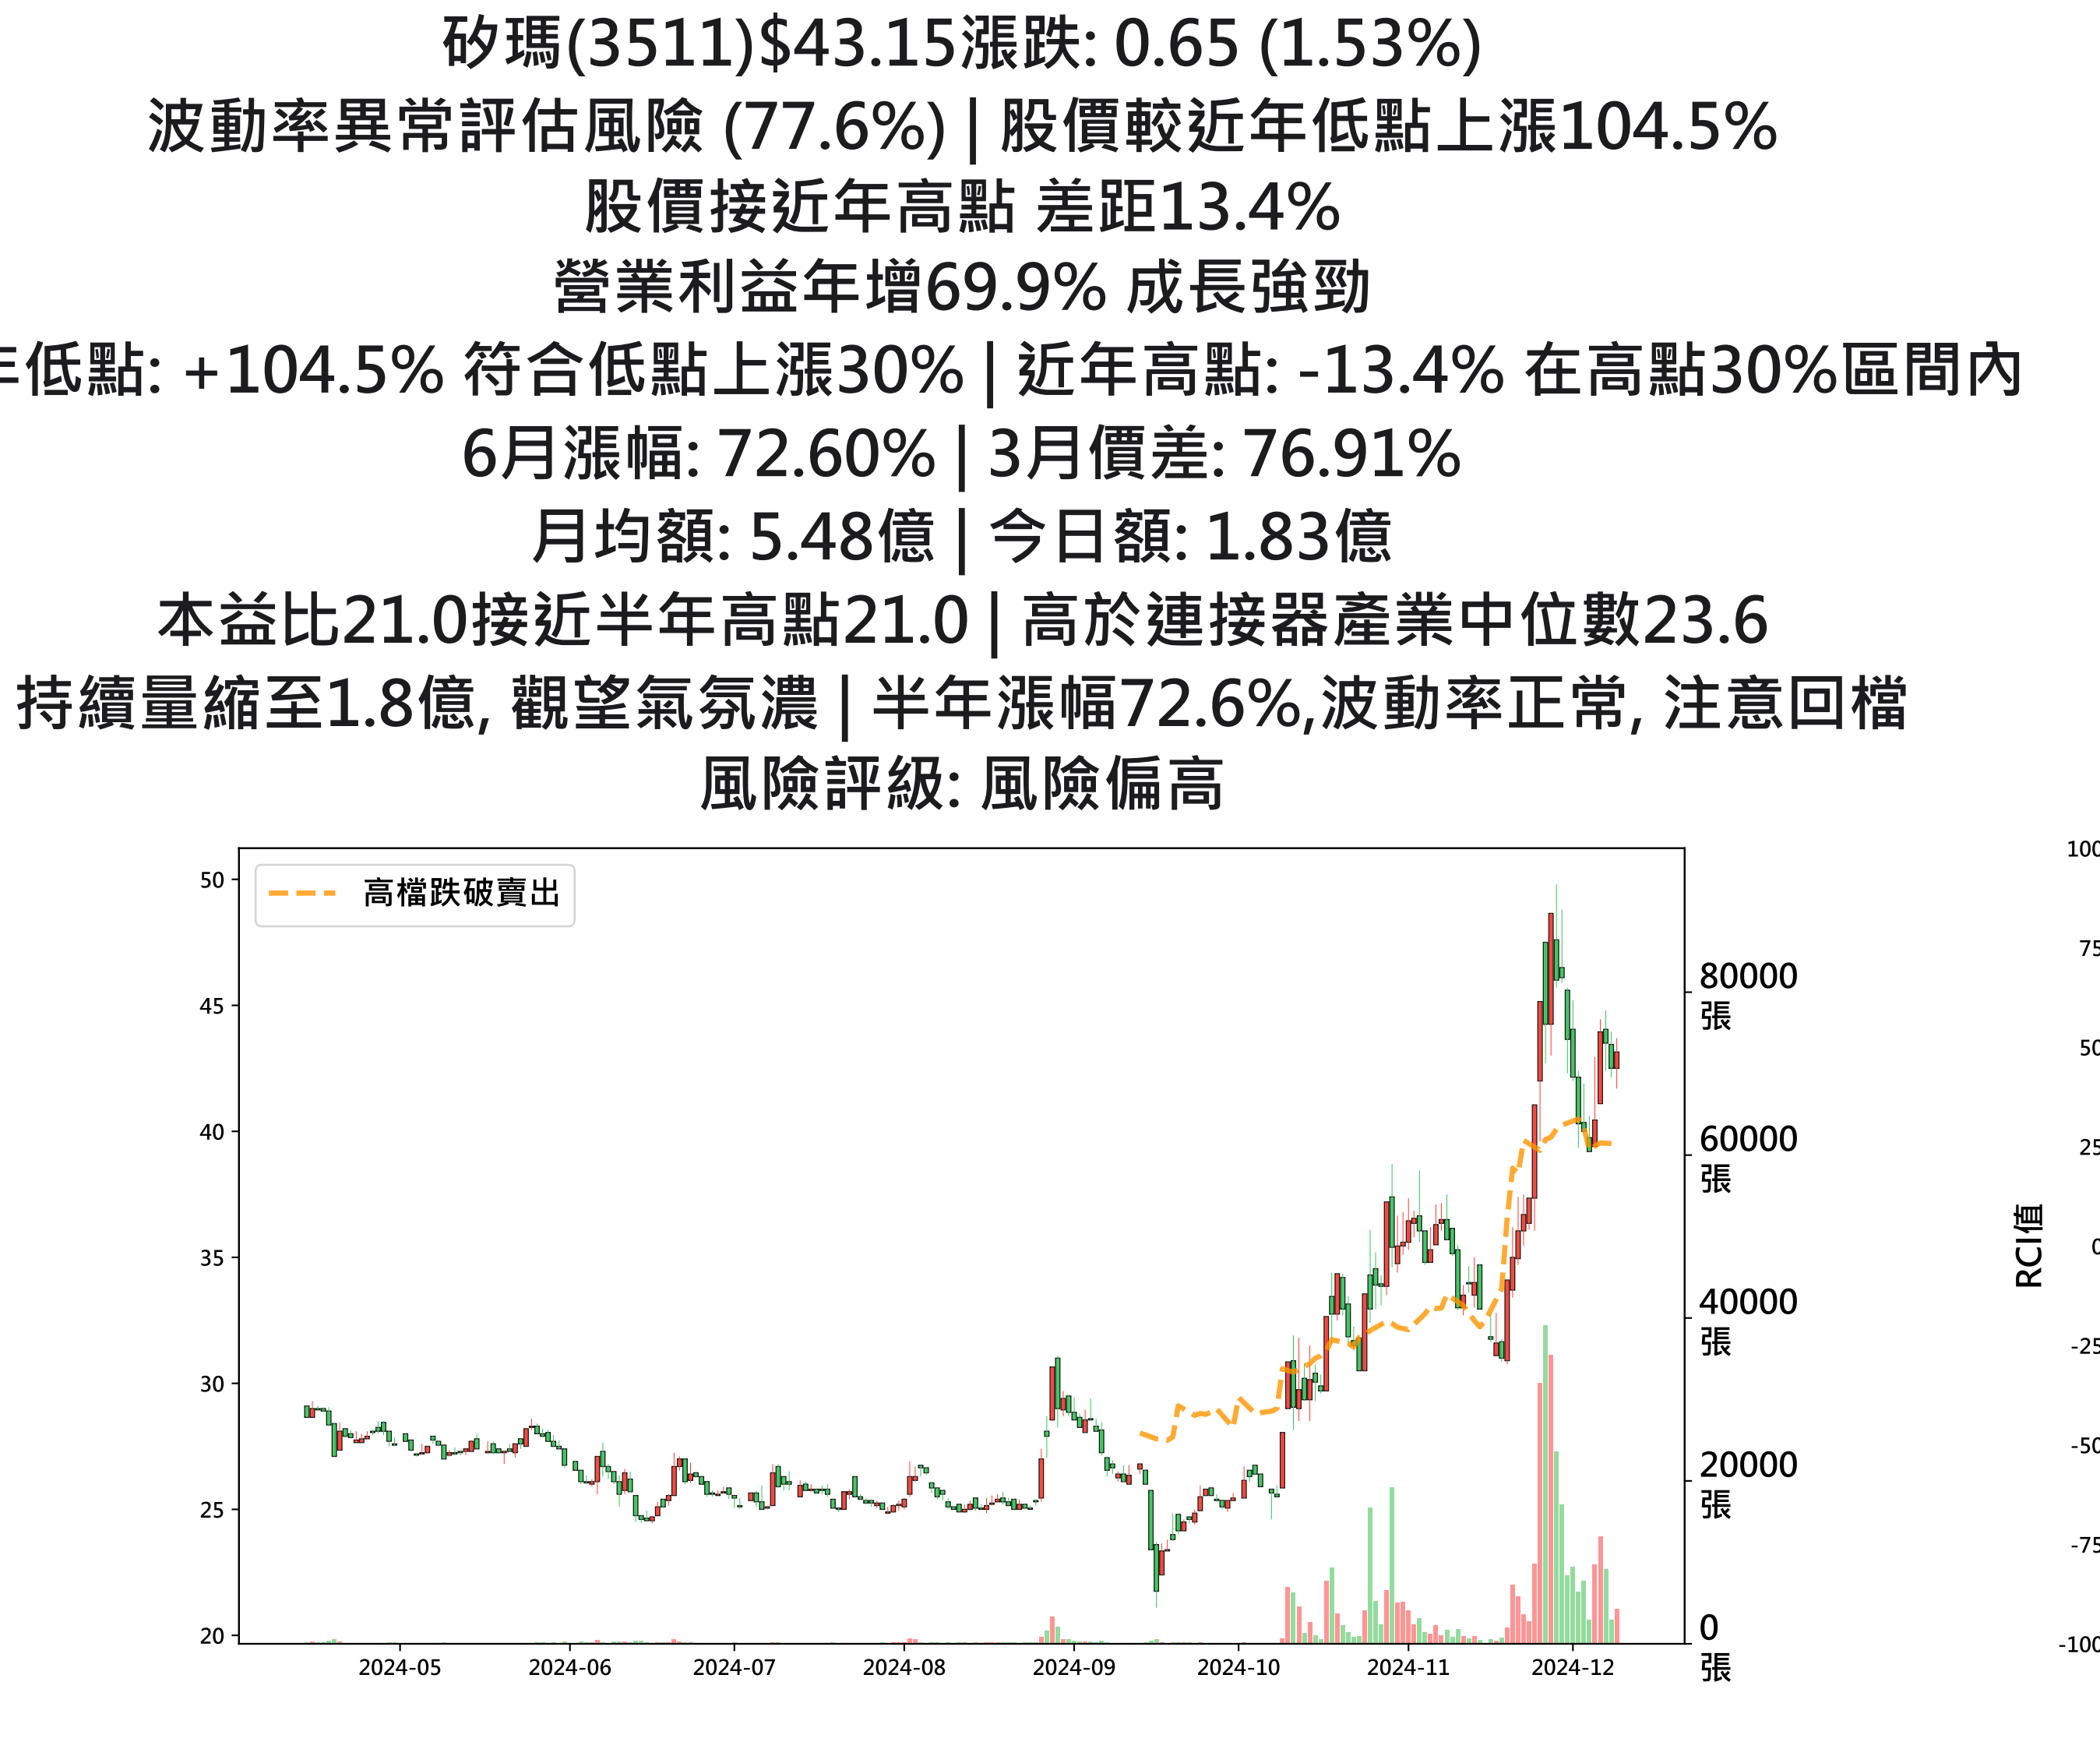 矽瑪(3511)$43.15漲跌: 0.65 (1.53%)
波動率異常評估風險 (77.6%) | 股價較近年低點上漲104.5%
股價接近年高點 差距13.4%
營業利益年增69.9% 成長強勁
低點: +104.5% 符合低點上漲30% | 近年高點: -13.4% 在高點30%區間內
6月漲幅: 72.60% | 3月價差: 76.91%
月均額: 5.48億 | 今日額: 1.83億
本益比21.0接近半年高點21.0 | 高於連接器產業中位數23.6
持續量縮至1.8億, 觀望氣氛濃 | 半年漲幅72.6%,波動率正常, 注意回檔
風險評級: 風險偏高
高檔跌破賣出
50
45
40
35
30
25
20
80000
張
60000
張
40000
張
20000
張
0
張
2024-05
2024-06
2024-07
2024-08
2024-09
2024-10
2024-11
2024-12
RCI值
100
75
50
25
0
-25
-50
-75
-100